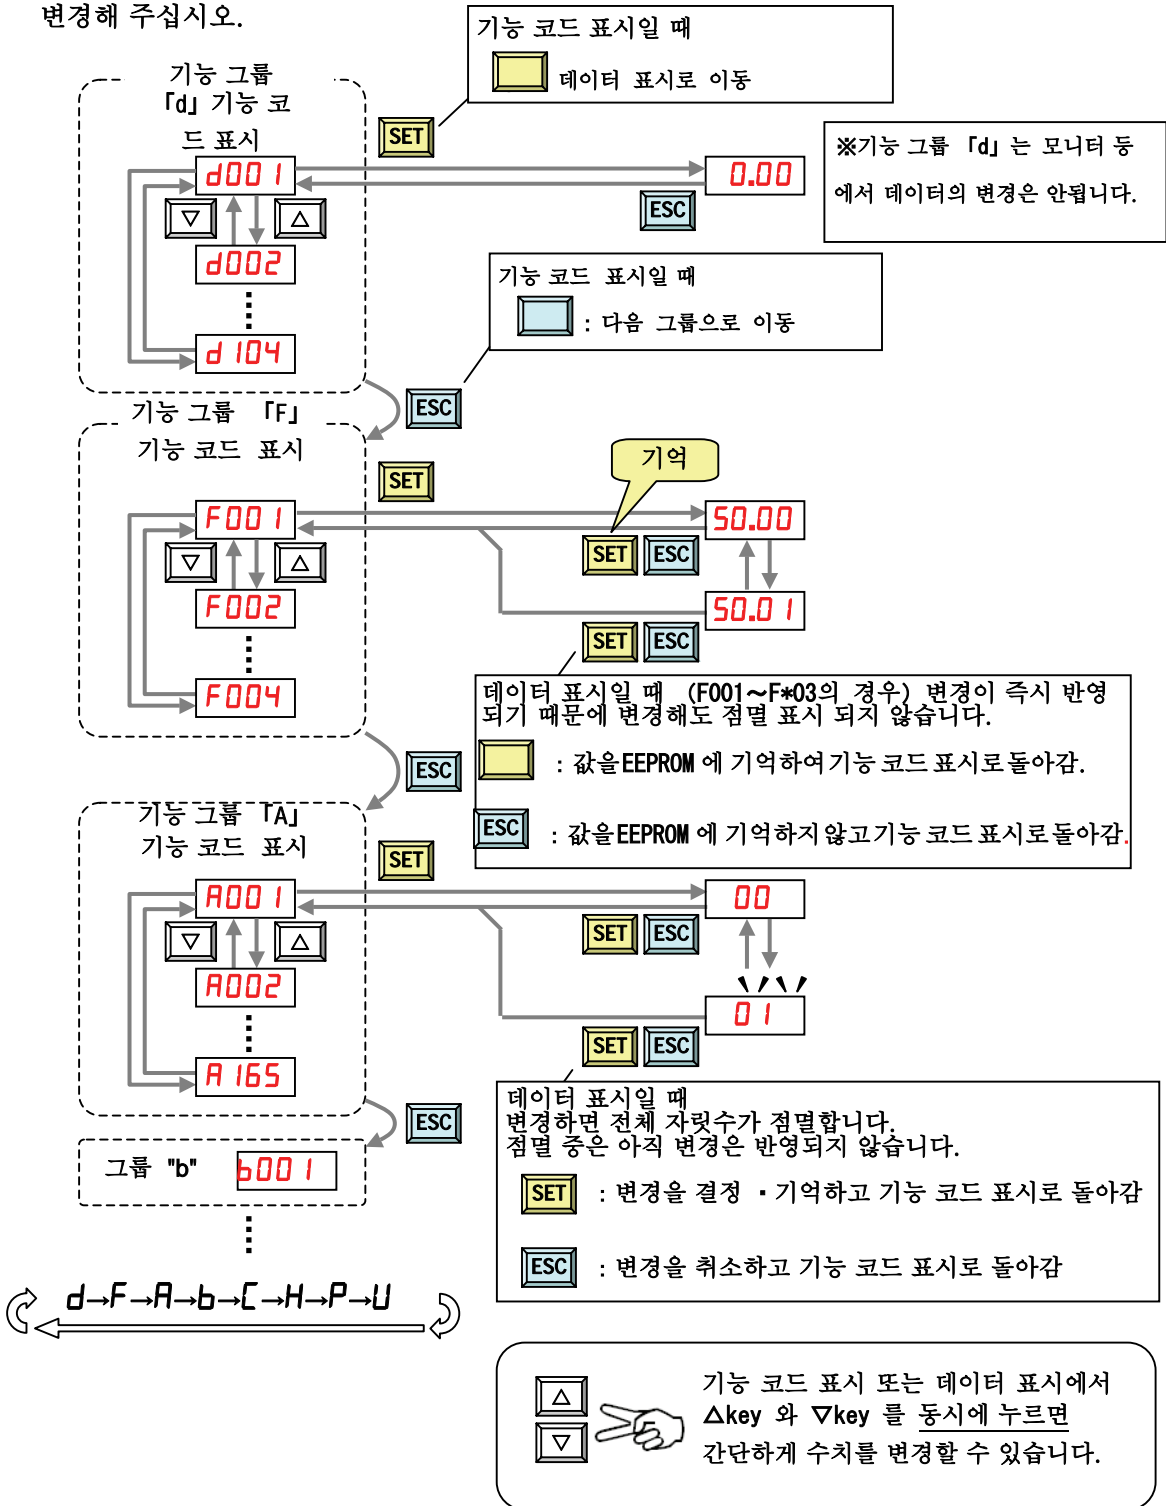 변경해 주십시오.
기능 코드 표시일 때
데이터 표시로 이동
기능 그룹
「d」기능 코
드 표시
SET
※기능 그룹 「d」는 모니터 등
에서 데이터의 변경은 안됩니다.
d001
0.00
ESC
▽
△
d002
기능 코드 표시일 때
: 다음 그룹으로 이동
d104
ESC
기능 그룹 「F」
기능 코드 표시
SET
기억
F001
50.00
SET
ESC
▽
△
F002
50.01
SET
ESC
F004
데이터 표시일 때 (F001~F*03의 경우) 변경이 즉시 반영
되기 때문에 변경해도 점멸 표시 되지 않습니다.
: 값을EEPROM 에 기억하여기능 코드 표시로돌아감.
ESC
: 값을EEPROM 에 기억하지않고기능 코드 표시로돌아감.
ESC
기능 그룹 「A」
기능 코드 표시
SET
A001
00
SET
ESC
▽
△
A002
01
SET
ESC
A165
ESC
데이터 표시일 때
변경하면 전체 자릿수가 점멸합니다.
점멸 중은 아직 변경은 반영되지 않습니다.
SET
: 변경을 결정 ▪기억하고 기능 코드 표시로 돌아감
ESC
: 변경을 취소하고 기능 코드 표시로 돌아감
그룹 "b"
b001
d→F→A→b→C→H→P→U
△
▽
기능 코드 표시 또는 데이터 표시에서
△key 와 ▽key 를 동시에 누르면
간단하게 수치를 변경할 수 있습니다.